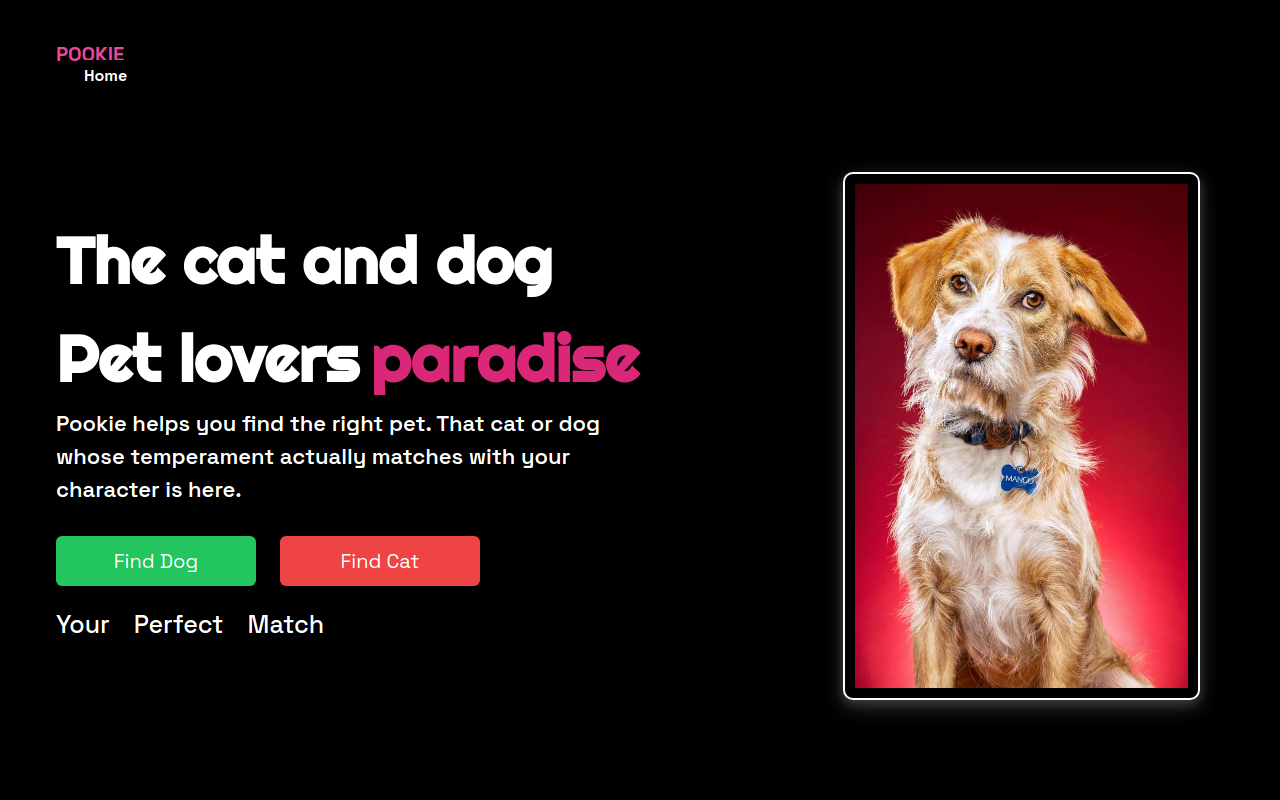 POOKIE
Home
The cat and dog
Pet lovers paradise
Pookie helps you find the right pet. That cat or dog
whose temperament actually matches with your
character is here.
Find Dog Find Cat
Your Perfect Match
MANGO